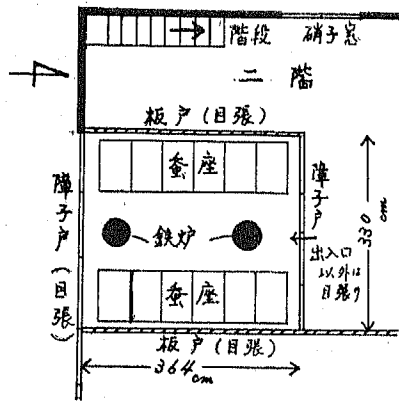 階段
硝子窓
二階
板戸(目張)
蚕座
障子戸(目張)
障子戸
鉄炉
出入口
以外は
目張り
330cm
蚕座
板戸(目張)
364cm